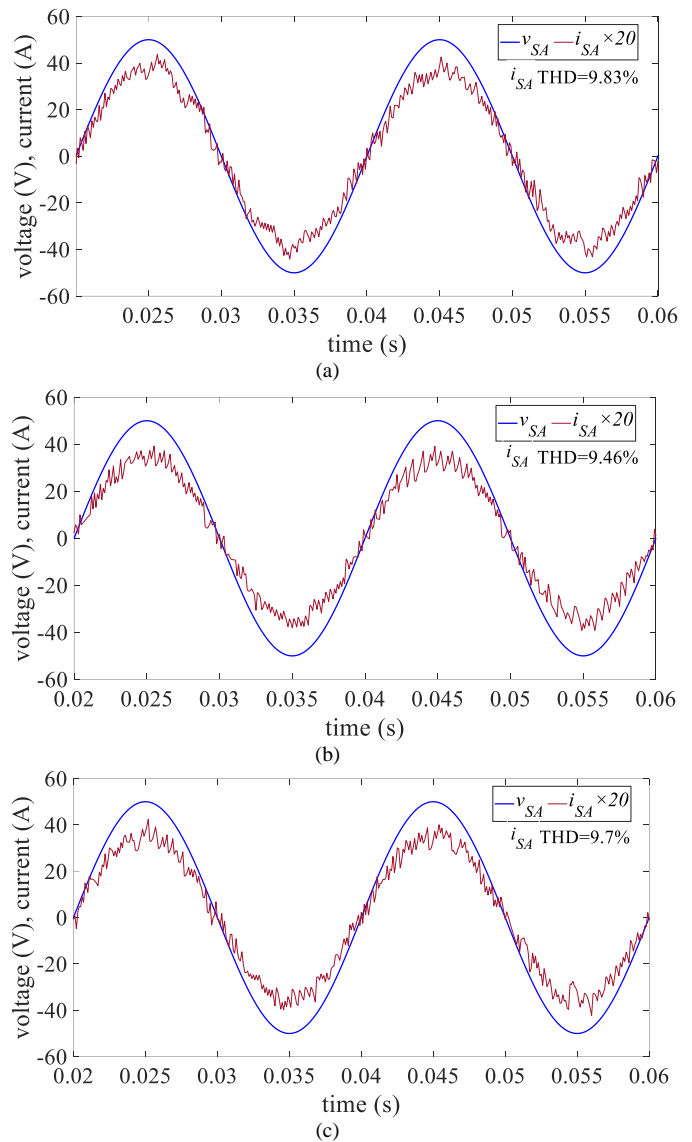 60
40
20
0
-20
-40
-60
voltage (V), current (A)
v_SA i_SA×20
i_SA THD=9.83%
0.025 0.03 0.035 0.04 0.045 0.05 0.055 0.06
time (s)
(a)
60
40
20
0
-20
-40
-60
voltage (V), current (A)
v_SA i_SA×20
i_SA THD=9.46%
0.02 0.025 0.03 0.035 0.04 0.045 0.05 0.055 0.06
time (s)
(b)
60
40
20
0
-20
-40
-60
voltage (V), current (A)
v_SA i_SA×20
i_SA THD=9.7%
0.02 0.025 0.03 0.035 0.04 0.045 0.05 0.055 0.06
time (s)
(c)